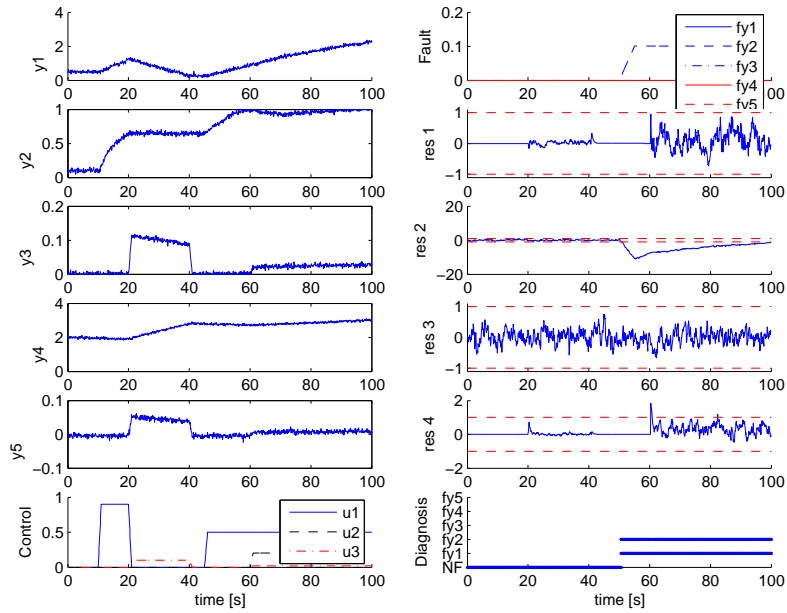 4
2
0
y1
0 20 40 60 80 100
1
0.5
0
y2
0 20 40 60 80 100
0.2
0.1
0
y3
0 20 40 60 80 100
4
2
0
y4
0 20 40 60 80 100
0.1
0
−0.1
y5
0 20 40 60 80 100
1
0.5
0
Control
u1
u2
u3
0 20 40 60 80 100
time [s]
0.2
0.1
0
Fault
fy1
fy2
fy3
fy4
fy5
0 20 40 60 80 100
1
0
−1
res 1
0 20 40 60 80 100
20
0
−20
res 2
0 20 40 60 80 100
1
0
−1
res 3
0 20 40 60 80 100
2
0
−2
res 4
0 20 40 60 80 100
fy5
fy4
fy3
fy2
fy1
NF
Diagnosis
0 20 40 60 80 100
time [s]